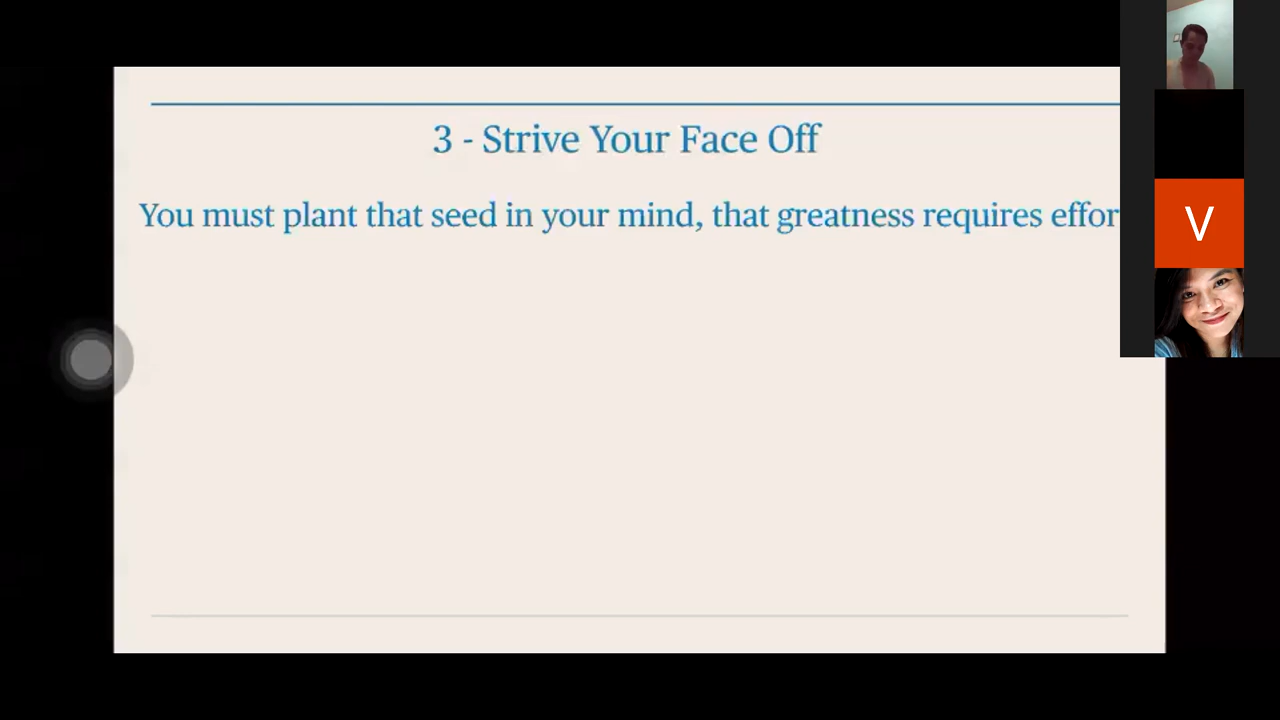 3 - Strive Your Face Off
You must plant that seed in your mind, that greatness requires effor
V